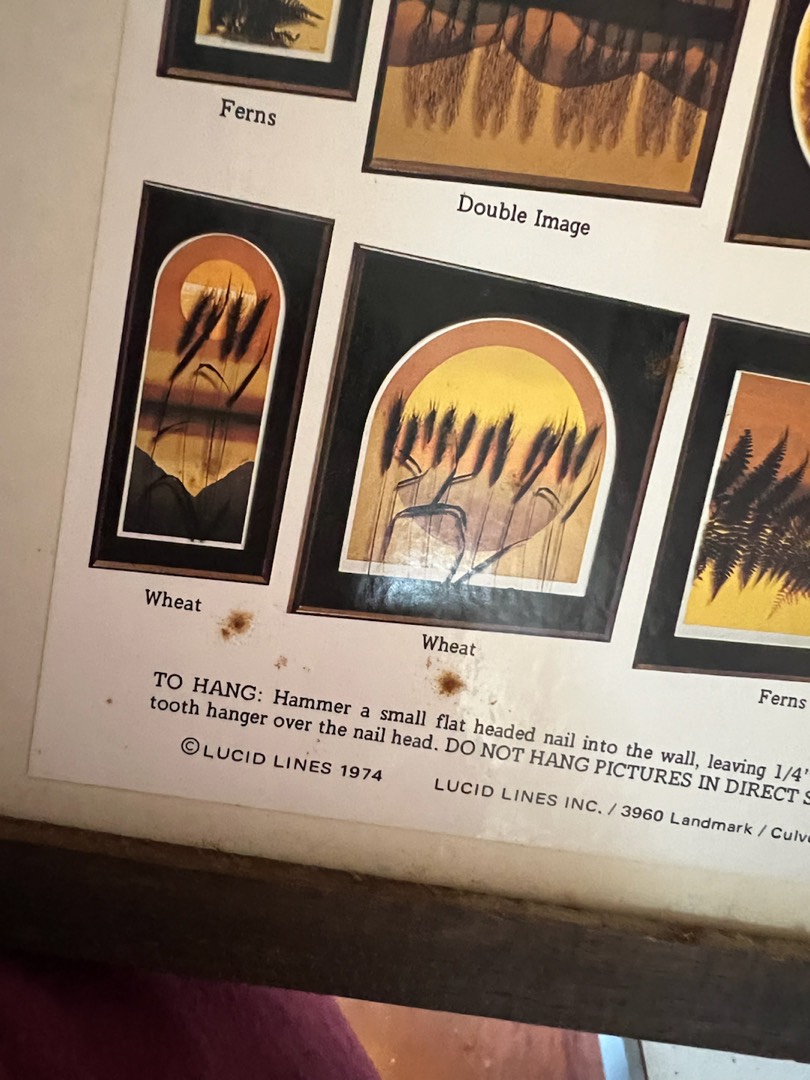 Ferns
Double Image
Wheat
Wheat
Ferns
TO HANG: Hammer a small flat headed nail into the wall, leaving 1/4"
tooth hanger over the nail head. DO NOT HANG PICTURES IN DIRECT
©LUCID LINES 1974
LUCID LINES INC. / 3960 Landmark /